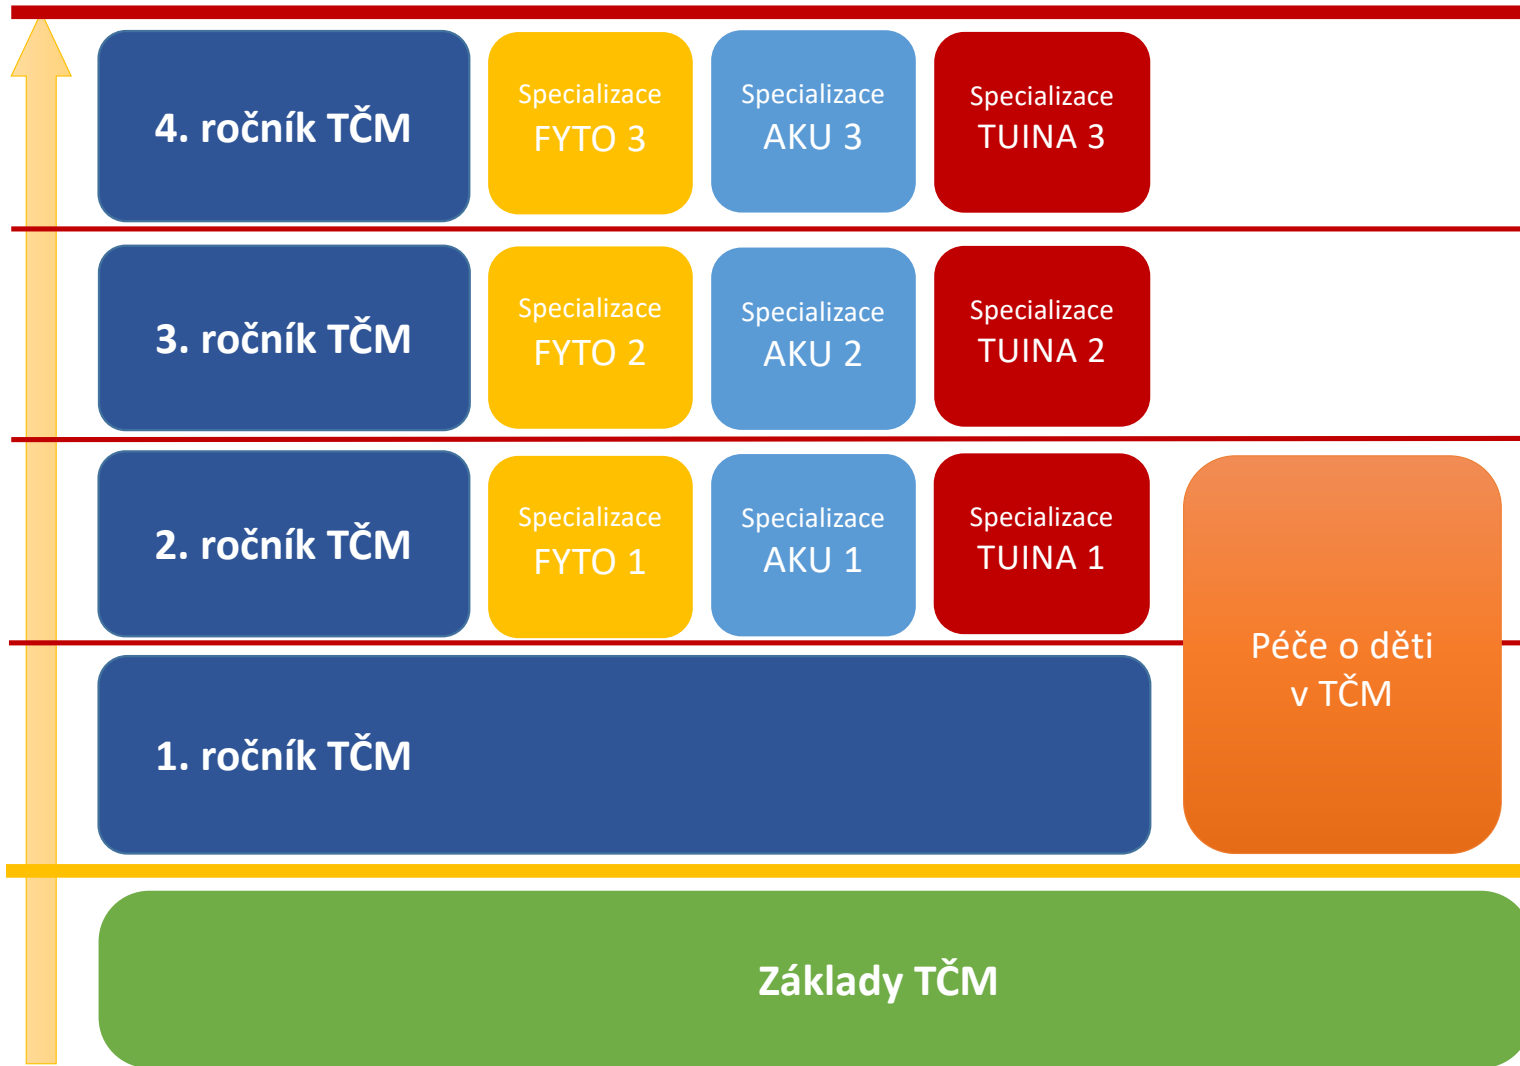 4. ročník TČM
Specializace
FYTO 3
Specializace
AKU 3
Specializace
TUINA 3
3. ročník TČM
Specializace
FYTO 2
Specializace
AKU 2
Specializace
TUINA 2
2. ročník TČM
Specializace
FYTO 1
Specializace
AKU 1
Specializace
TUINA 1
Péče o děti
v TČM
1. ročník TČM
Základy TČM